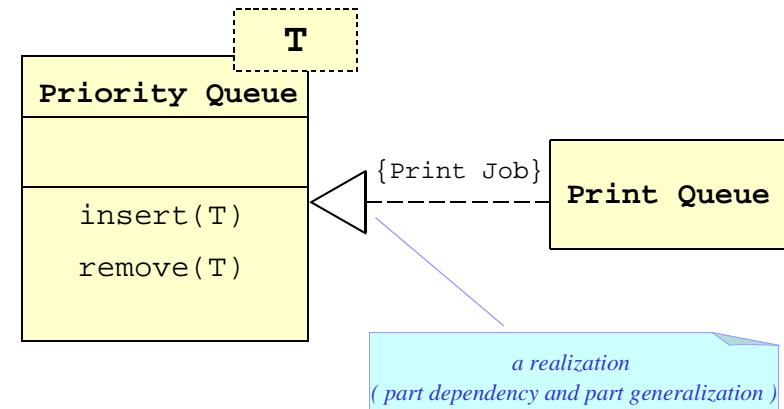 T
Priority Queue
{Print Job}
Print Queue
insert(T)
remove(T)
a realization
( part dependency and part generalization )